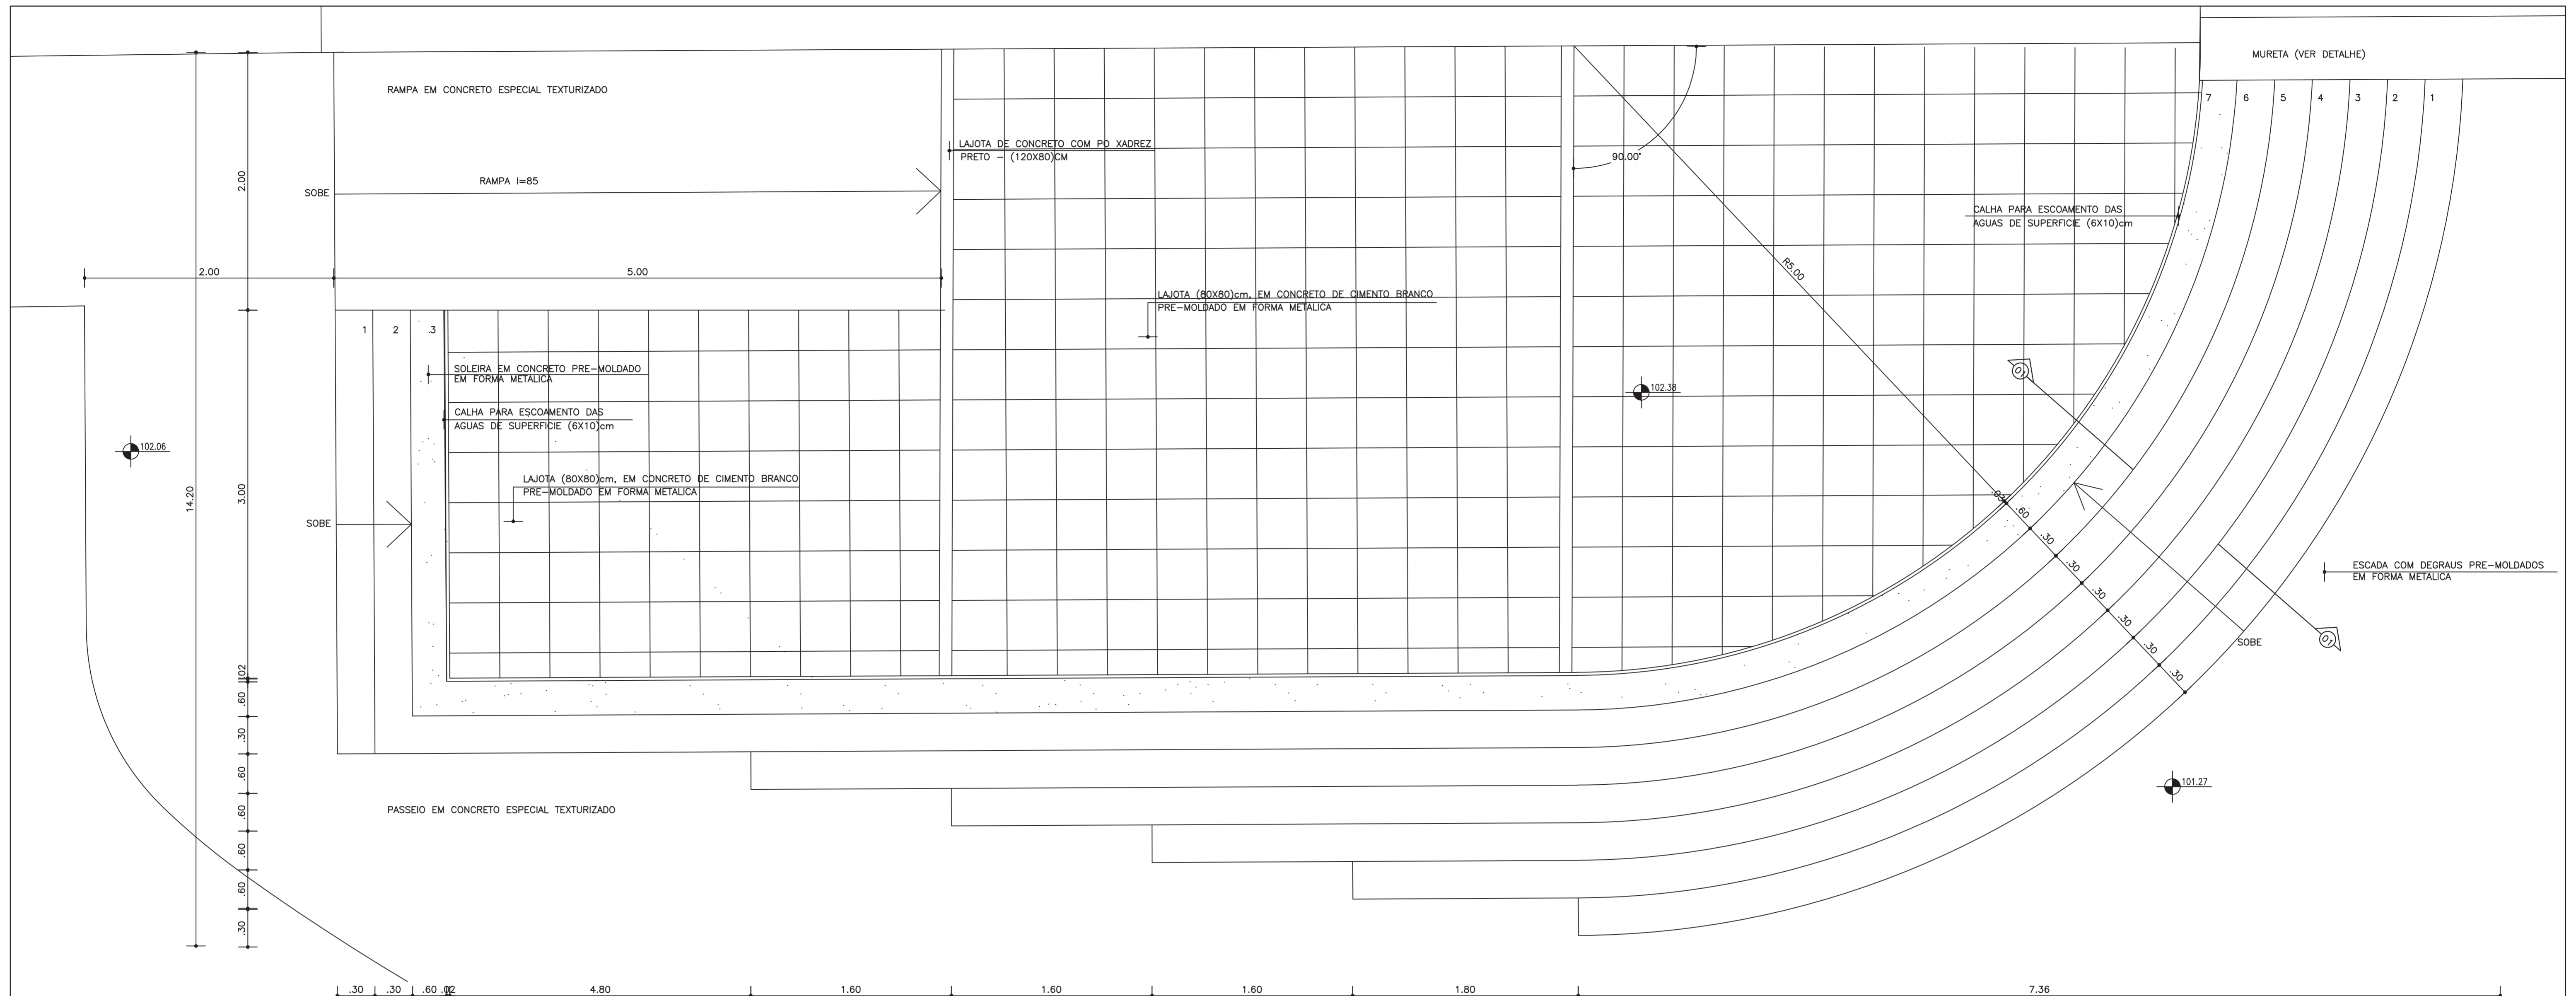 MURETA (VER DETALHE)
RAMPA EM CONCRETO ESPECIAL TEXTURIZADO
7 6 5 4 3 2 1
LAJOTA DE CONCRETO COM PO XADREZ
PRETO - (120X80)CM
90.00°
2.00
RAMPA I=85
SOBE
CALHA PARA ESCOAMENTO DAS
AGUAS DE SUPERFICIE (6X10)cm
2.00
5.00
R5.00
LAJOTA (80X80)cm, EM CONCRETO DE CIMENTO BRANCO
PRE-MOLDADO EM FORMA METALICA
1 2 3
SOLEIRA EM CONCRETO PRE-MOLDADO
EM FORMA METALICA
01
102.38
CALHA PARA ESCOAMENTO DAS
AGUAS DE SUPERFICIE (6X10)cm
102.06
LAJOTA (80X80)cm, EM CONCRETO DE CIMENTO BRANCO
PRE-MOLDADO EM FORMA METALICA
14.20
3.00
SOBE
.60
.30
.30
.30
.30
.30
.30
ESCADA COM DEGRAUS PRE-MOLDADOS
EM FORMA METALICA
SOBE
01
.02
.60
.30
.60
.60
.60
.60
.30
101.27
PASSEIO EM CONCRETO ESPECIAL TEXTURIZADO
.30 .30 .60 .02 4.80 1.60 1.60 1.60 1.80 7.36